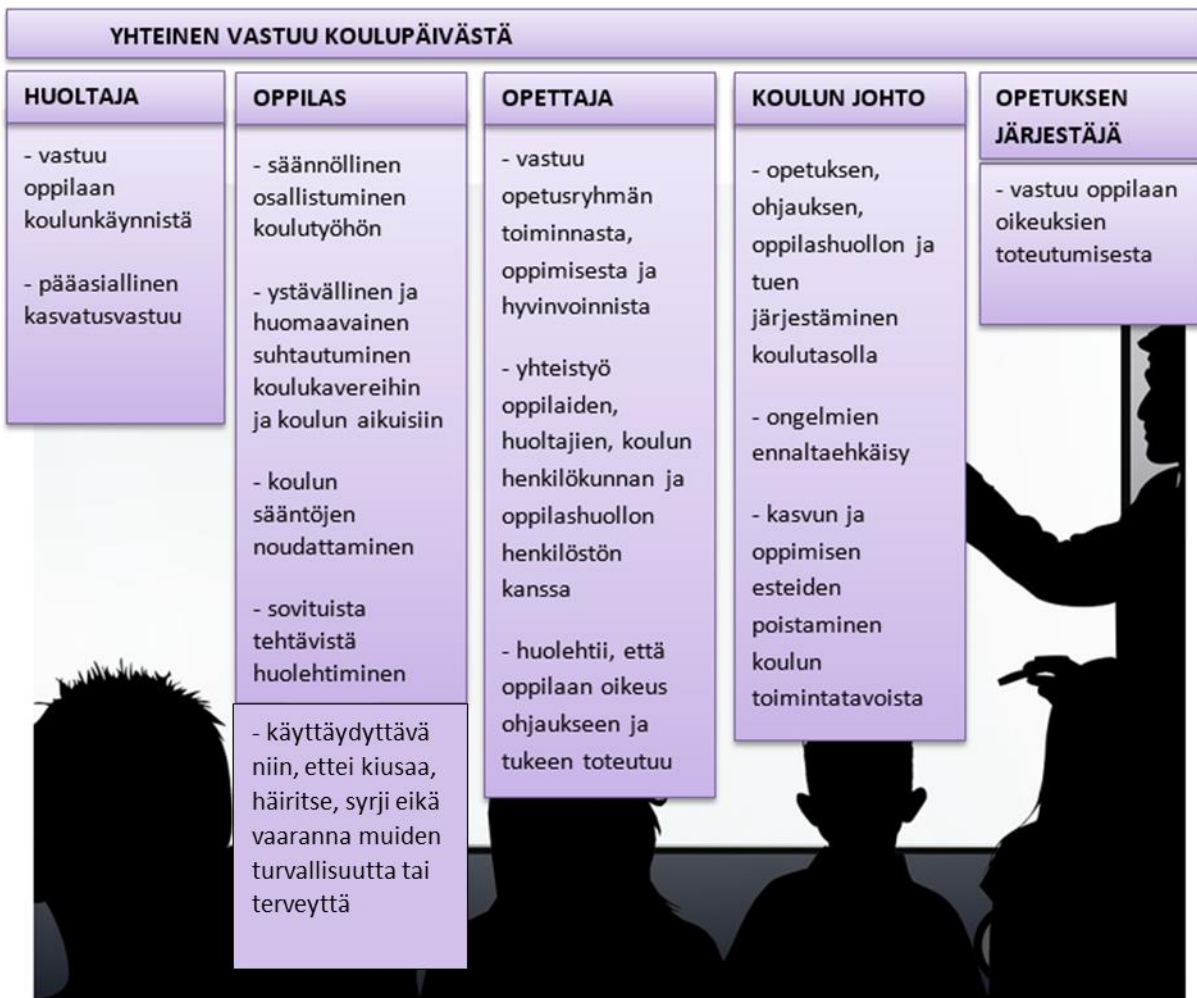 YHTEINEN VASTUU KOULUPÄIVÄSTÄ
HUOLTAJA
- vastuu
oppilaan
koulunkäynnistä
- pääasiallinen
kasvatusvastuu
OPPILAS
- säännöllinen
osallistuminen
koulutyöhön
- ystävällinen ja
huomaavainen
suhtautuminen
koulukavereihin
ja koulun aikuisiin
- koulun
sääntöjen
noudattaminen
- sovituista
tehtävistä
huolehtiminen
- käyttäydyttävä
niin, ettei kiusaa,
häiritse, syrji eikä
vaaranna muiden
turvallisuutta tai
terveyttä
OPETTAJA
- vastuu
opetusryhmän
toiminnasta,
oppimisesta ja
hyvinvoinnista
- yhteistyö
oppilaiden,
huoltajien, koulun
henkilökunnan ja
oppilashuollon
henkilöstön
kanssa
- huolehtii, että
oppilaan oikeus
ohjaukseen ja
tukeen toteutuu
KOULUN JOHTO
- opetuksen,
ohjauksen,
oppilashuollon ja
tuen
järjestäminen
koulutasolla
- ongelmien
ennaltaehkäisy
- kasvun ja
oppimisen
esteiden
poistaminen
koulun
toimintatavoista
OPETUKSEN
JÄRJESTÄJÄ
- vastuu oppilaan
oikeuksien
toteutumisesta